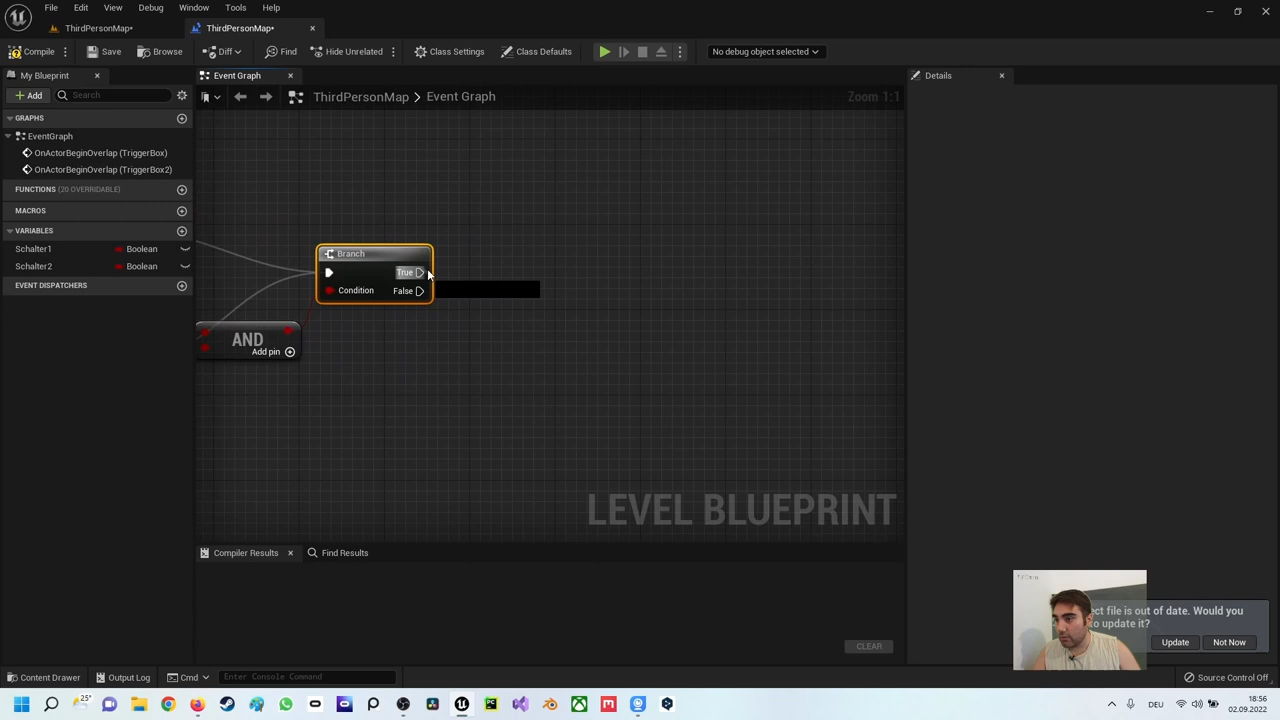 File Edit View Debug Window Tools Help
ThirdPersonMap•
ThirdPersonMap•
Compile Save Browse Diff Find Hide Unrelated Class Settings Class Defaults No debug object selected
My Blueprint Event Graph Details
Add Search ThirdPersonMap > Event Graph Zoom 1:1
GRAPHS
EventGraph
OnActorBeginOverlap (TriggerBox)
OnActorBeginOverlap (TriggerBox2)
FUNCTIONS (20 OVERRIDABLE)
MACROS
VARIABLES
Schalter1 Boolean
Schalter2 Boolean
EVENT DISPATCHERS
Branch
True
Condition False
AND
Add pin
LEVEL BLUEPRINT
Compiler Results Find Results
CLEAR
ect file is out of date. Would you
to update it?
Update Not Now
Content Drawer Output Log Cmd Enter Console Command Source Control Off
25°
DEU
18:56
02.09.2022